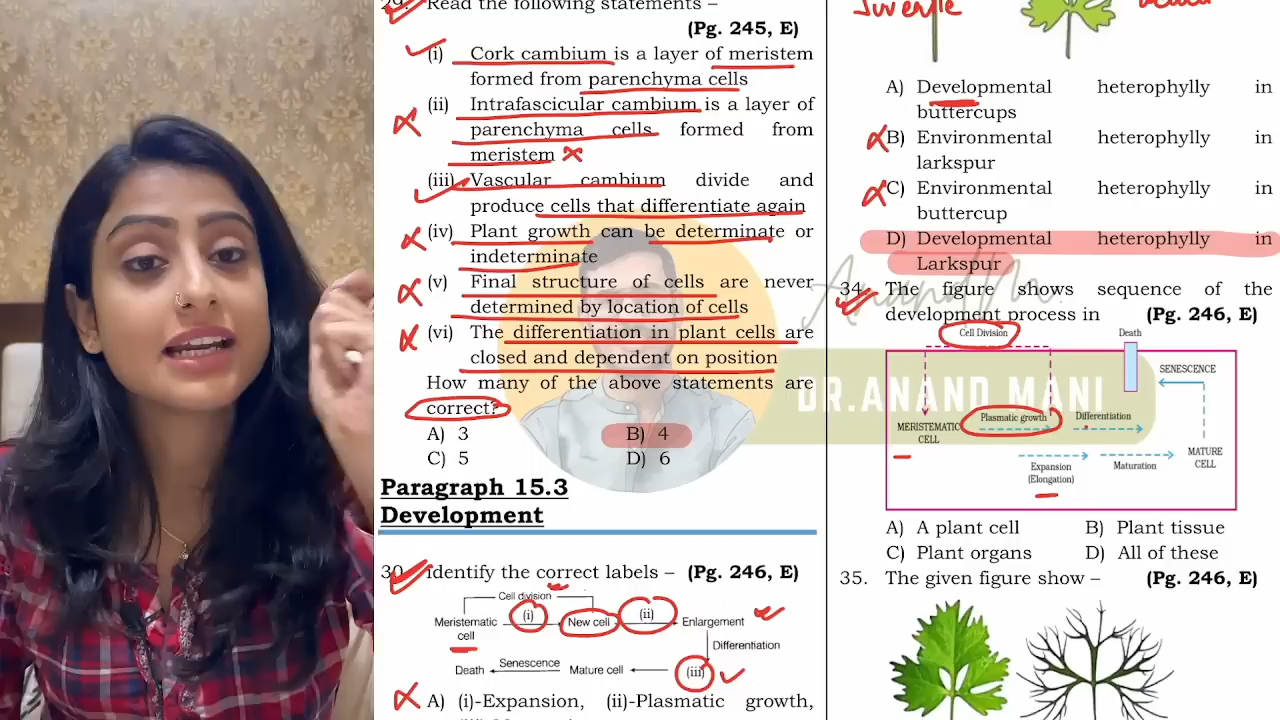 29. Read the following statements –
(Pg. 245, E)
(i) Cork cambium is a layer of meristem
formed from parenchyma cells
(ii) Intrafascicular cambium is a layer of
parenchyma cells formed from
meristem
(iii) Vascular cambium divide and
produce cells that differentiate again
(iv) Plant growth can be determinate or
indeterminate
(v) Final structure of cells are never
determined by location of cells
(vi) The differentiation in plant cells are
closed and dependent on position
How many of the above statements are
correct?
A) 3 B) 4
C) 5 D) 6
Paragraph 15.3
Development
30. Identify the correct labels – (Pg. 246, E)
Cell division
Meristematic cell (i) New cell (ii) Enlargement
Differentiation
Death Senescence Mature cell (iii)
A) (i)-Expansion, (ii)-Plasmatic growth,
Juvenile
A) Developmental heterophylly in
buttercups
B) Environmental heterophylly in
larkspur
C) Environmental heterophylly in
buttercup
D) Developmental heterophylly in
Larkspur
34. The figure shows sequence of the
development process in (Pg. 246, E)
Cell Division Death
SENESCENCE
Plasmatic growth Differentiation
MERISTEMATIC
CELL
MATURE
CELL
Expansion
(Elongation)
Maturation
A) A plant cell B) Plant tissue
C) Plant organs D) All of these
35. The given figure show – (Pg. 246, E)
Anand Mani
DR.ANAND MANI